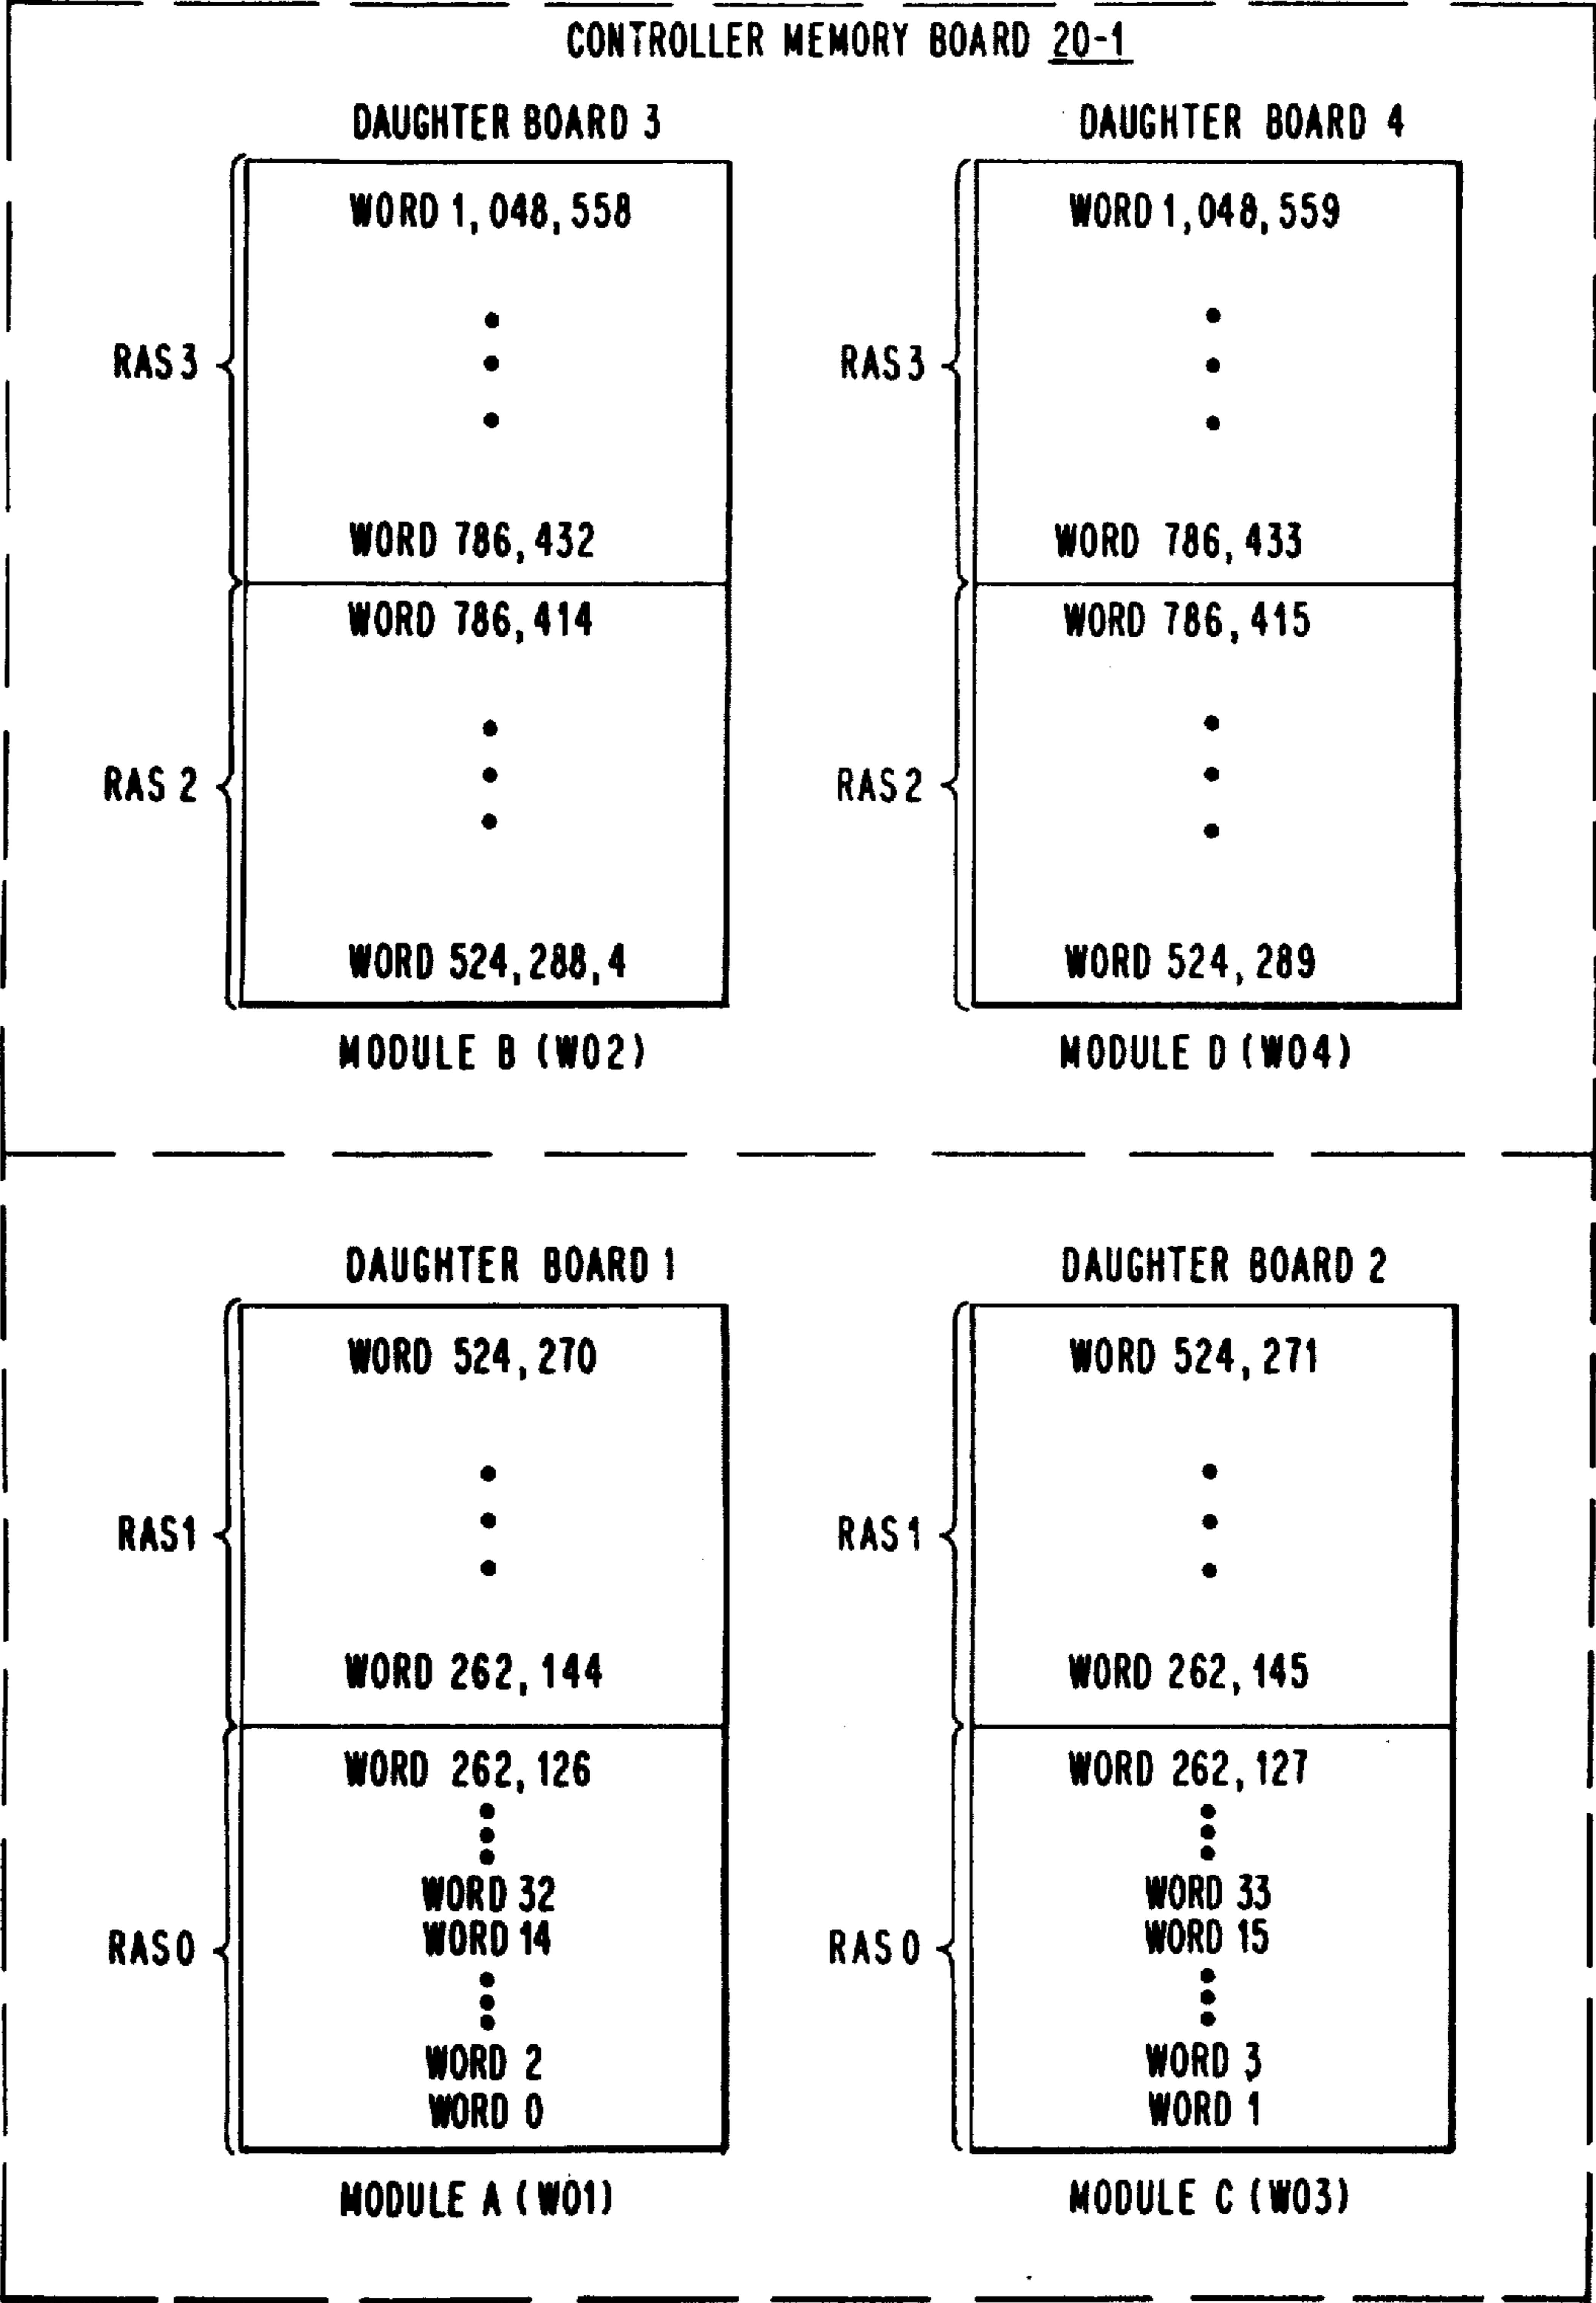 CONTROLLER MEMORY BOARD 20-1
DAUGHTER BOARD 3
WORD 1,048,558
RAS 3
WORD 786,432
WORD 786,414
RAS 2
WORD 524,288,4
MODULE B (W02)
DAUGHTER BOARD 4
WORD 1,048,559
RAS 3
WORD 786,433
WORD 786,415
RAS 2
WORD 524,289
MODULE D (W04)
DAUGHTER BOARD 1
WORD 524,270
RAS1
WORD 262,144
WORD 262,126
WORD 32
WORD 14
RAS 0
WORD 2
WORD 0
MODULE A (W01)
DAUGHTER BOARD 2
WORD 524,271
RAS 1
WORD 262,145
WORD 262,127
WORD 33
WORD 15
RAS 0
WORD 3
WORD 1
MODULE C (W03)